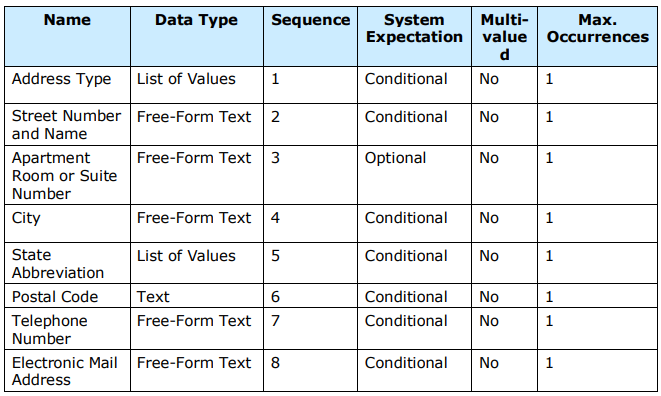 Name Data Type Sequence System Expectation Multi-value d Max. Occurrences
Address Type List of Values 1 Conditional No 1
Street Number and Name Free-Form Text 2 Conditional No 1
Apartment Room or Suite Number Free-Form Text 3 Optional No 1
City Free-Form Text 4 Conditional No 1
State Abbreviation List of Values 5 Conditional No 1
Postal Code Text 6 Conditional No 1
Telephone Number Free-Form Text 7 Conditional No 1
Electronic Mail Address Free-Form Text 8 Conditional No 1